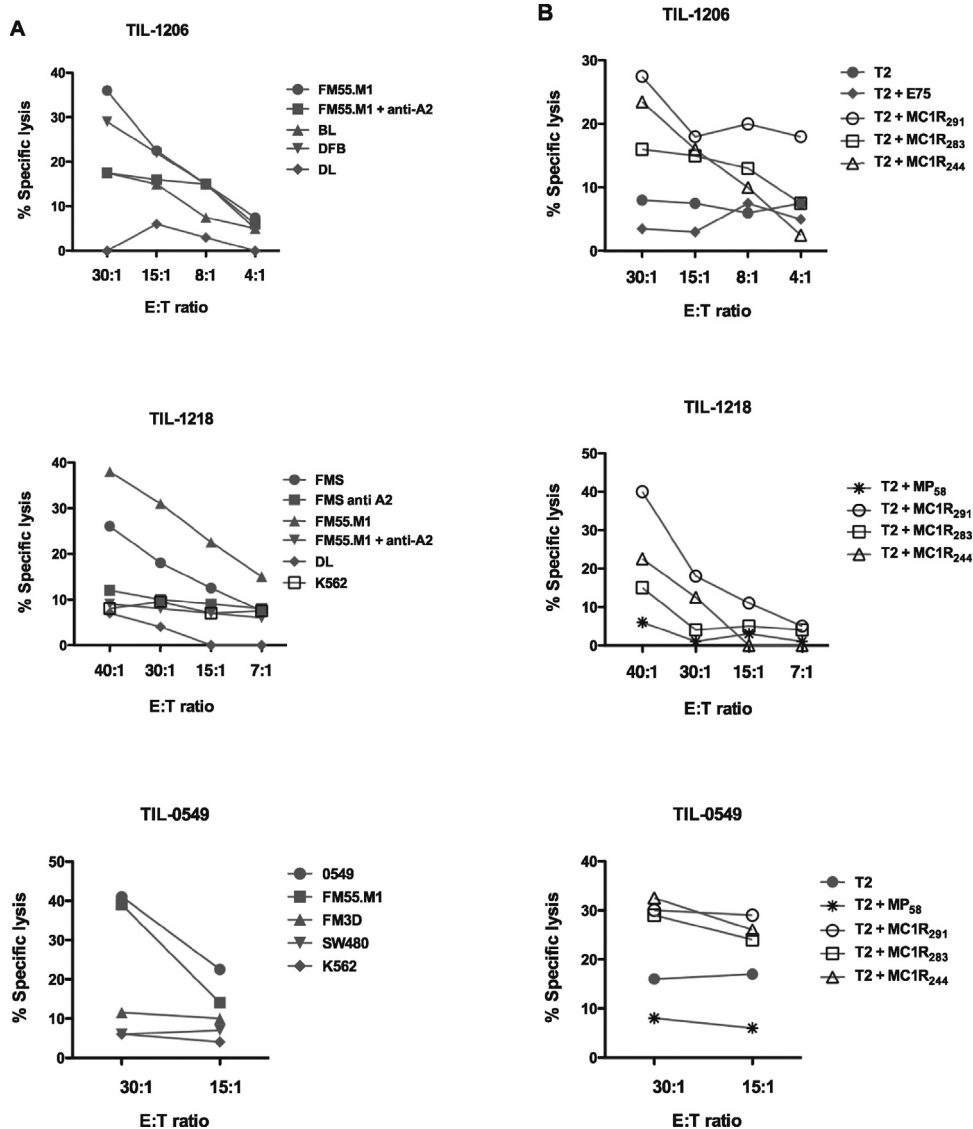 A
TIL-1206
% Specific lysis
40
30
20
10
0
30:1 15:1 8:1 4:1
E:T ratio
FM55.M1
FM55.M1 + anti-A2
BL
DFB
DL
B
TIL-1206
% Specific lysis
30
20
10
0
30:1 15:1 8:1 4:1
E:T ratio
T2
T2 + E75
T2 + MC1R291
T2 + MC1R283
T2 + MC1R244
TIL-1218
% Specific lysis
40
30
20
10
0
40:1 30:1 15:1 7:1
E:T ratio
FMS
FMS anti A2
FM55.M1
FM55.M1 + anti-A2
DL
K562
TIL-1218
% Specific lysis
50
40
30
20
10
0
40:1 30:1 15:1 7:1
E:T ratio
T2 + MP58
T2 + MC1R291
T2 + MC1R283
T2 + MC1R244
TIL-0549
% Specific lysis
50
40
30
20
10
0
30:1 15:1
E:T ratio
0549
FM55.M1
FM3D
SW480
K562
TIL-0549
% Specific lysis
40
30
20
10
0
30:1 15:1
E:T ratio
T2
T2 + MP58
T2 + MC1R291
T2 + MC1R283
T2 + MC1R244